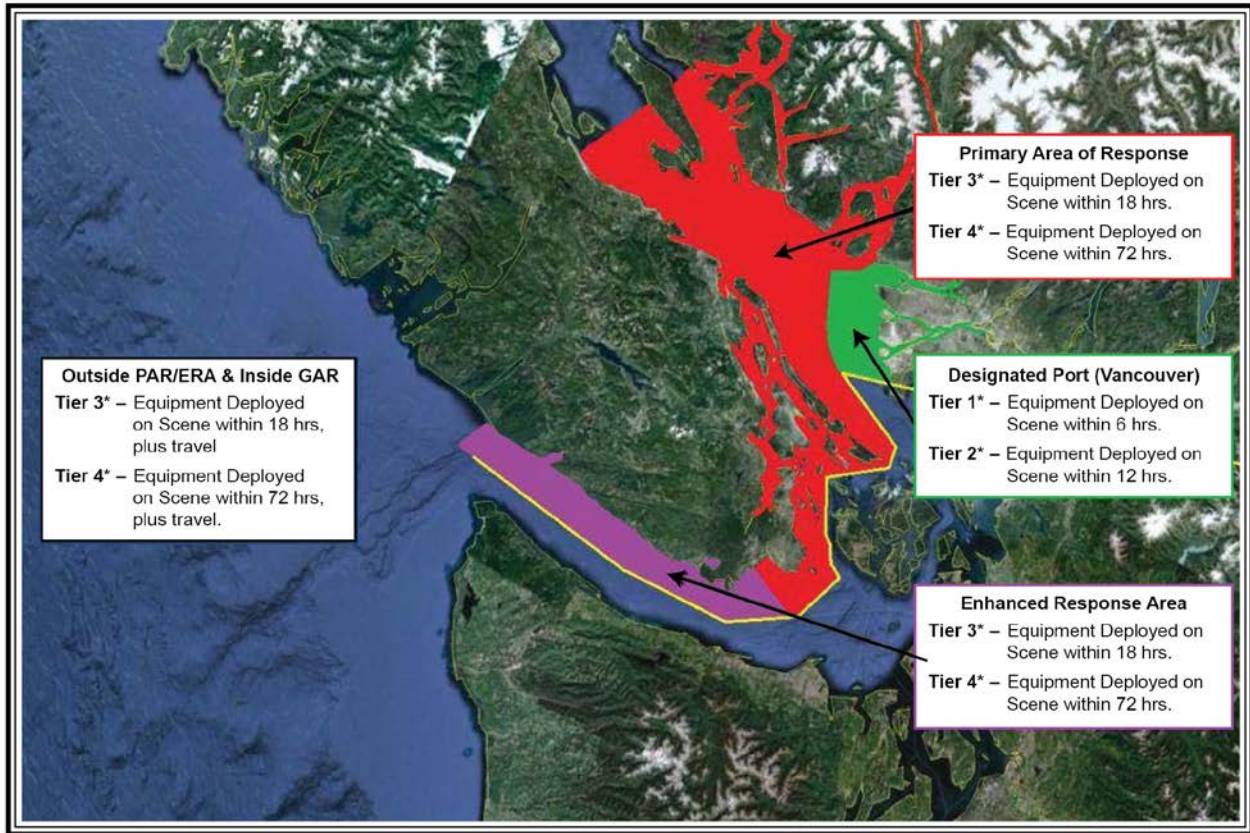 Primary Area of Response
Tier 3* – Equipment Deployed on
Scene within 18 hrs.
Tier 4* – Equipment Deployed on
Scene within 72 hrs.
Outside PAR/ERA & Inside GAR
Tier 3* – Equipment Deployed
on Scene within 18 hrs,
plus travel
Tier 4* – Equipment Deployed
on Scene within 72 hrs,
plus travel.
Designated Port (Vancouver)
Tier 1* – Equipment Deployed on
Scene within 6 hrs.
Tier 2* – Equipment Deployed on
Scene within 12 hrs.
Enhanced Response Area
Tier 3* – Equipment Deployed on
Scene within 18 hrs.
Tier 4* – Equipment Deployed on
Scene within 72 hrs.